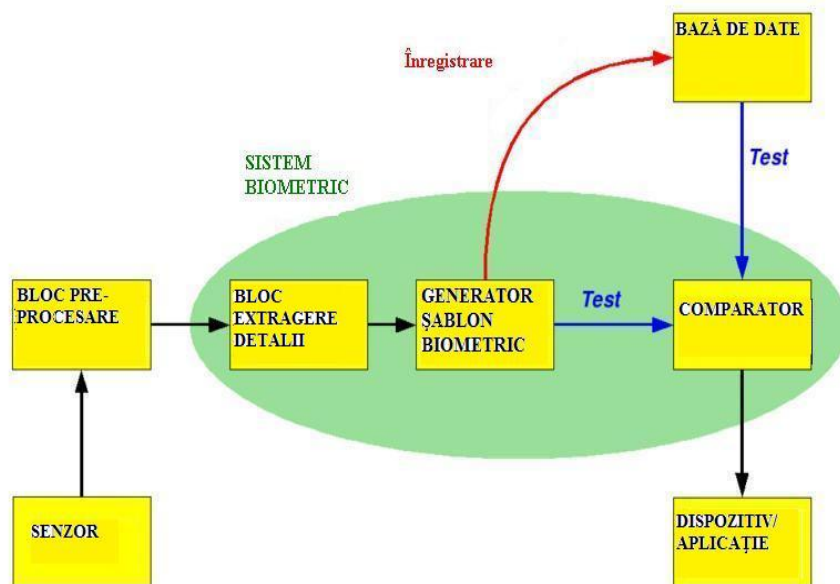 BAZĂ DE DATE
Înregistrare
Test
SISTEM
BIOMETRIC
BLOC PRE-
PROCESARE
BLOC
EXTRAGERE
DETALII
GENERATOR
ŞABLON
BIOMETRIC
Test
COMPARATOR
SENZOR
DISPOZITIV/
APLICAŢIE